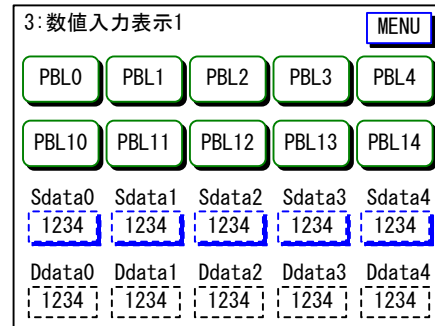 3:数値入力表示1 MENU
PBL0 PBL1 PBL2 PBL3 PBL4
PBL10 PBL11 PBL12 PBL13 PBL14
Sdata0 Sdata1 Sdata2 Sdata3 Sdata4
1234 1234 1234 1234 1234
Ddata0 Ddata1 Ddata2 Ddata3 Ddata4
1234 1234 1234 1234 1234